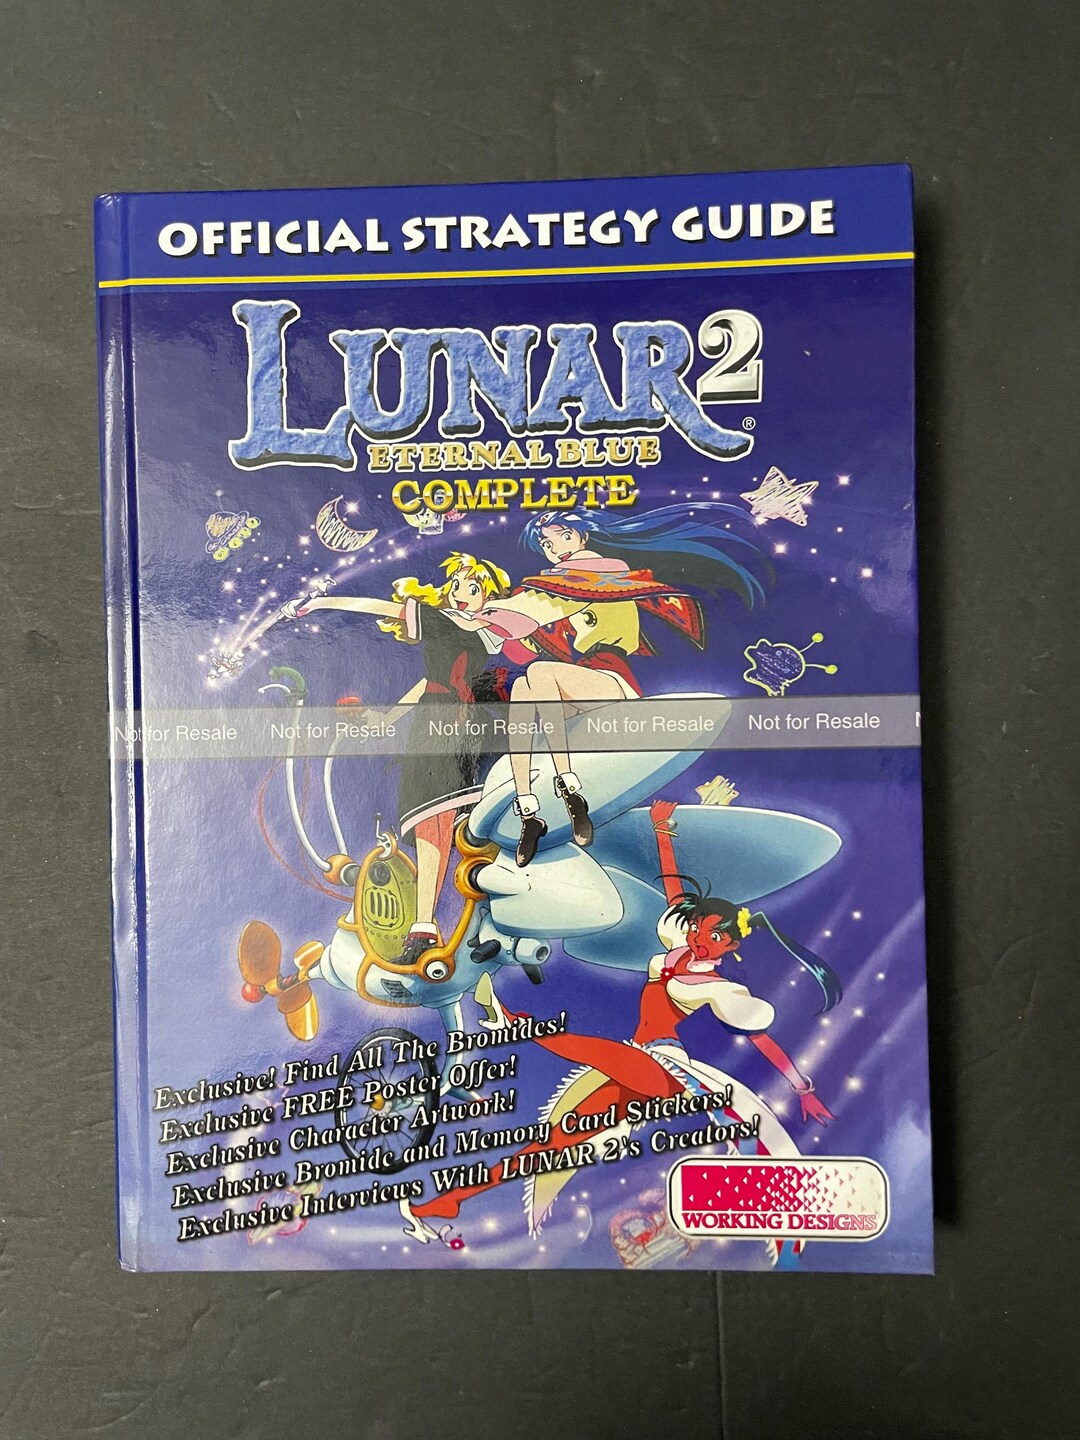 OFFICIAL STRATEGY GUIDE
LUNAR 2
®
ETERNAL BLUE
COMPLETE
Not for Resale Not for Resale Not for Resale Not for Resale Not for Resale N
Exclusive! Find All The Bromides!
Exclusive FREE Poster Offer!
Exclusive Character Artwork!
Exclusive Bromide and Memory Card Stickers!
Exclusive Interviews With LUNAR 2's Creators!
WORKING DESIGNS